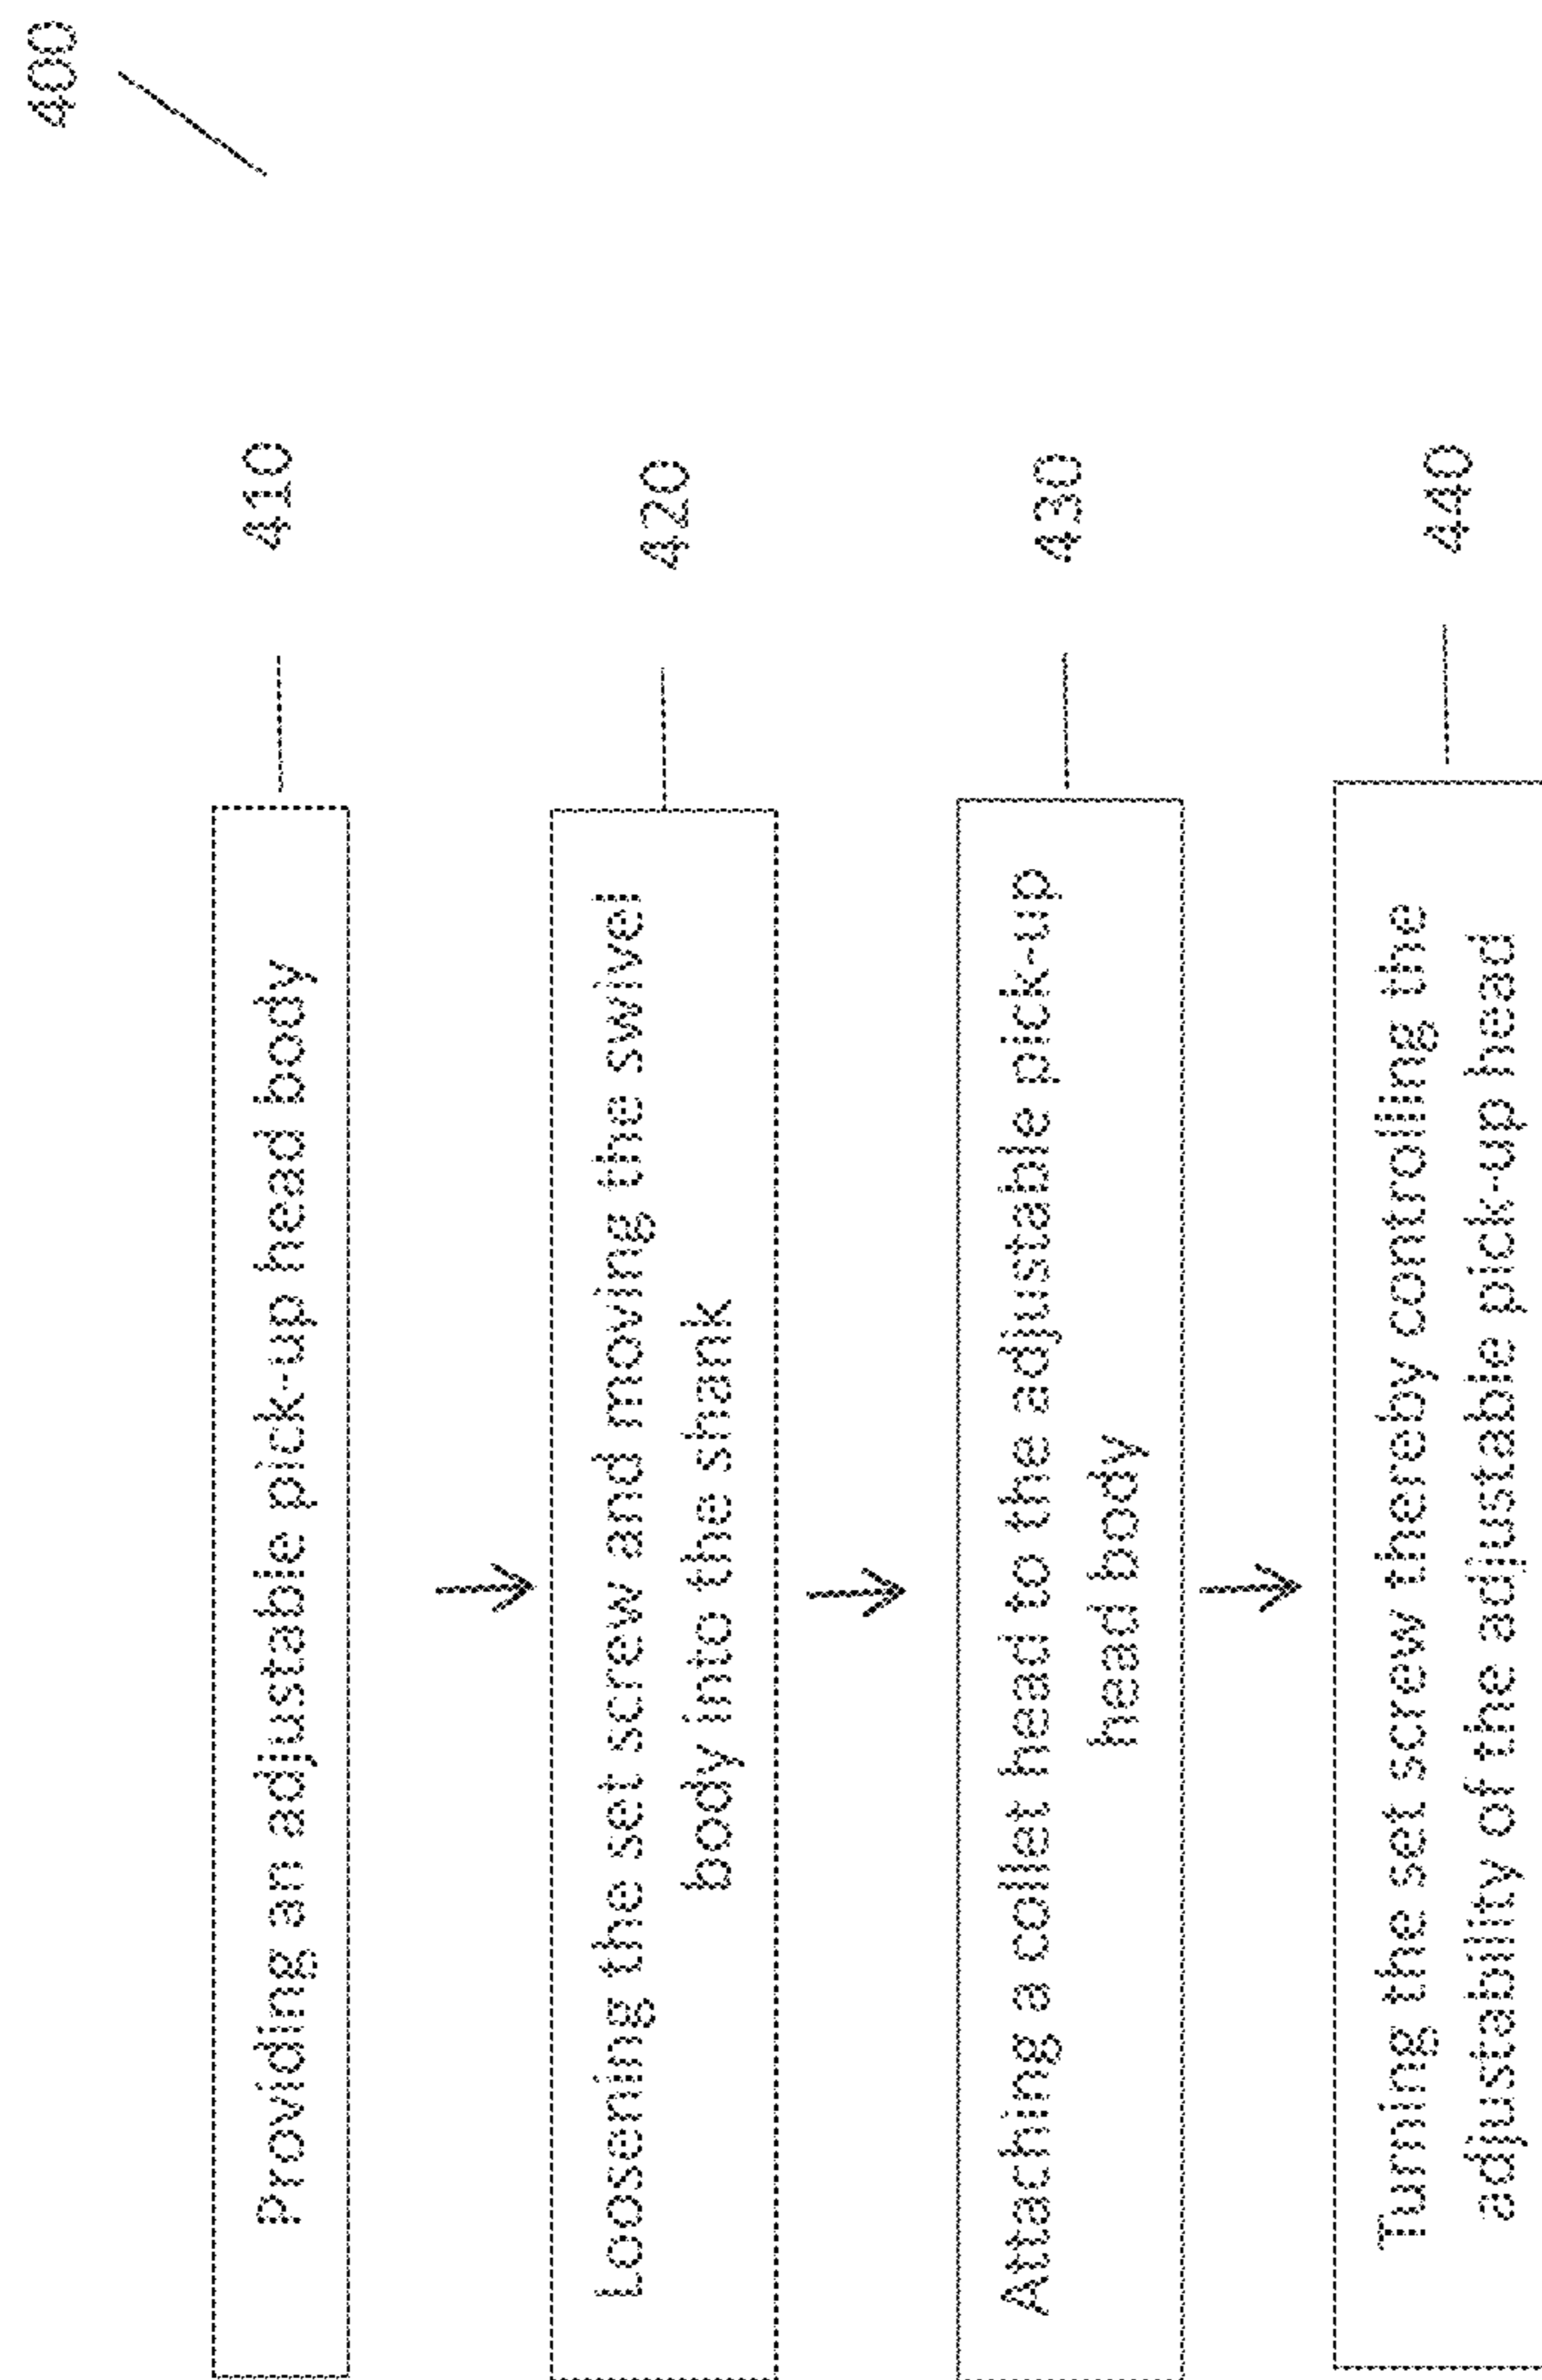 400
Providing an adjustable pick-up head body
410
Loosening the set screw and moving the swivel
body into the shank
420
Attaching a collet head to the adjustable pick-up
head body
430
Turning the set screw thereby controlling the
adjustability of the adjustable pick-up head
440